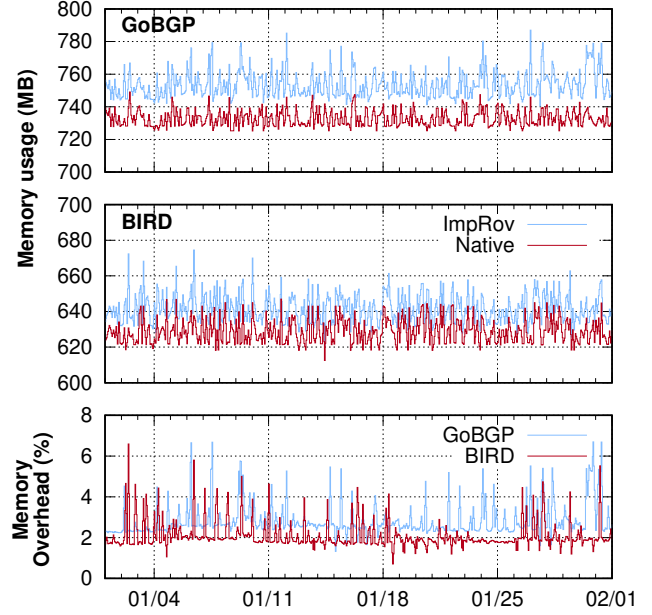 GoBGP
800
780
760
740
720
700
Memory usage (MB)
BIRD
700
680
660
640
620
600
ImpRov
Native
8
6
4
2
0
Memory
Overhead (%)
GoBGP
BIRD
01/04 01/11 01/18 01/25 02/01